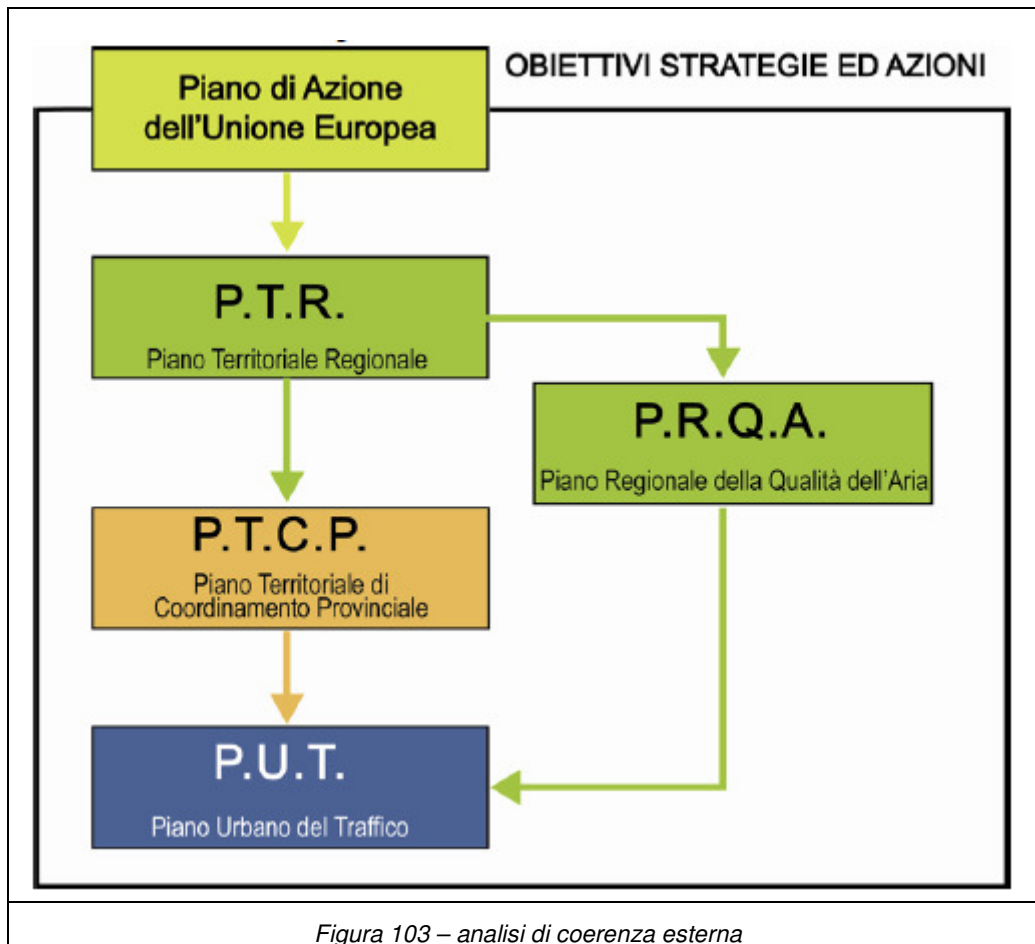 OBIETTIVI STRATEGIE ED AZIONI
Piano di Azione
dell'Unione Europea
P.T.R.
Piano Territoriale Regionale
P.R.Q.A.
Piano Regionale della Qualità dell'Aria
P.T.C.P.
Piano Territoriale di
Coordinamento Provinciale
P.U.T.
Piano Urbano del Traffico
Figura 103 – analisi di coerenza esterna